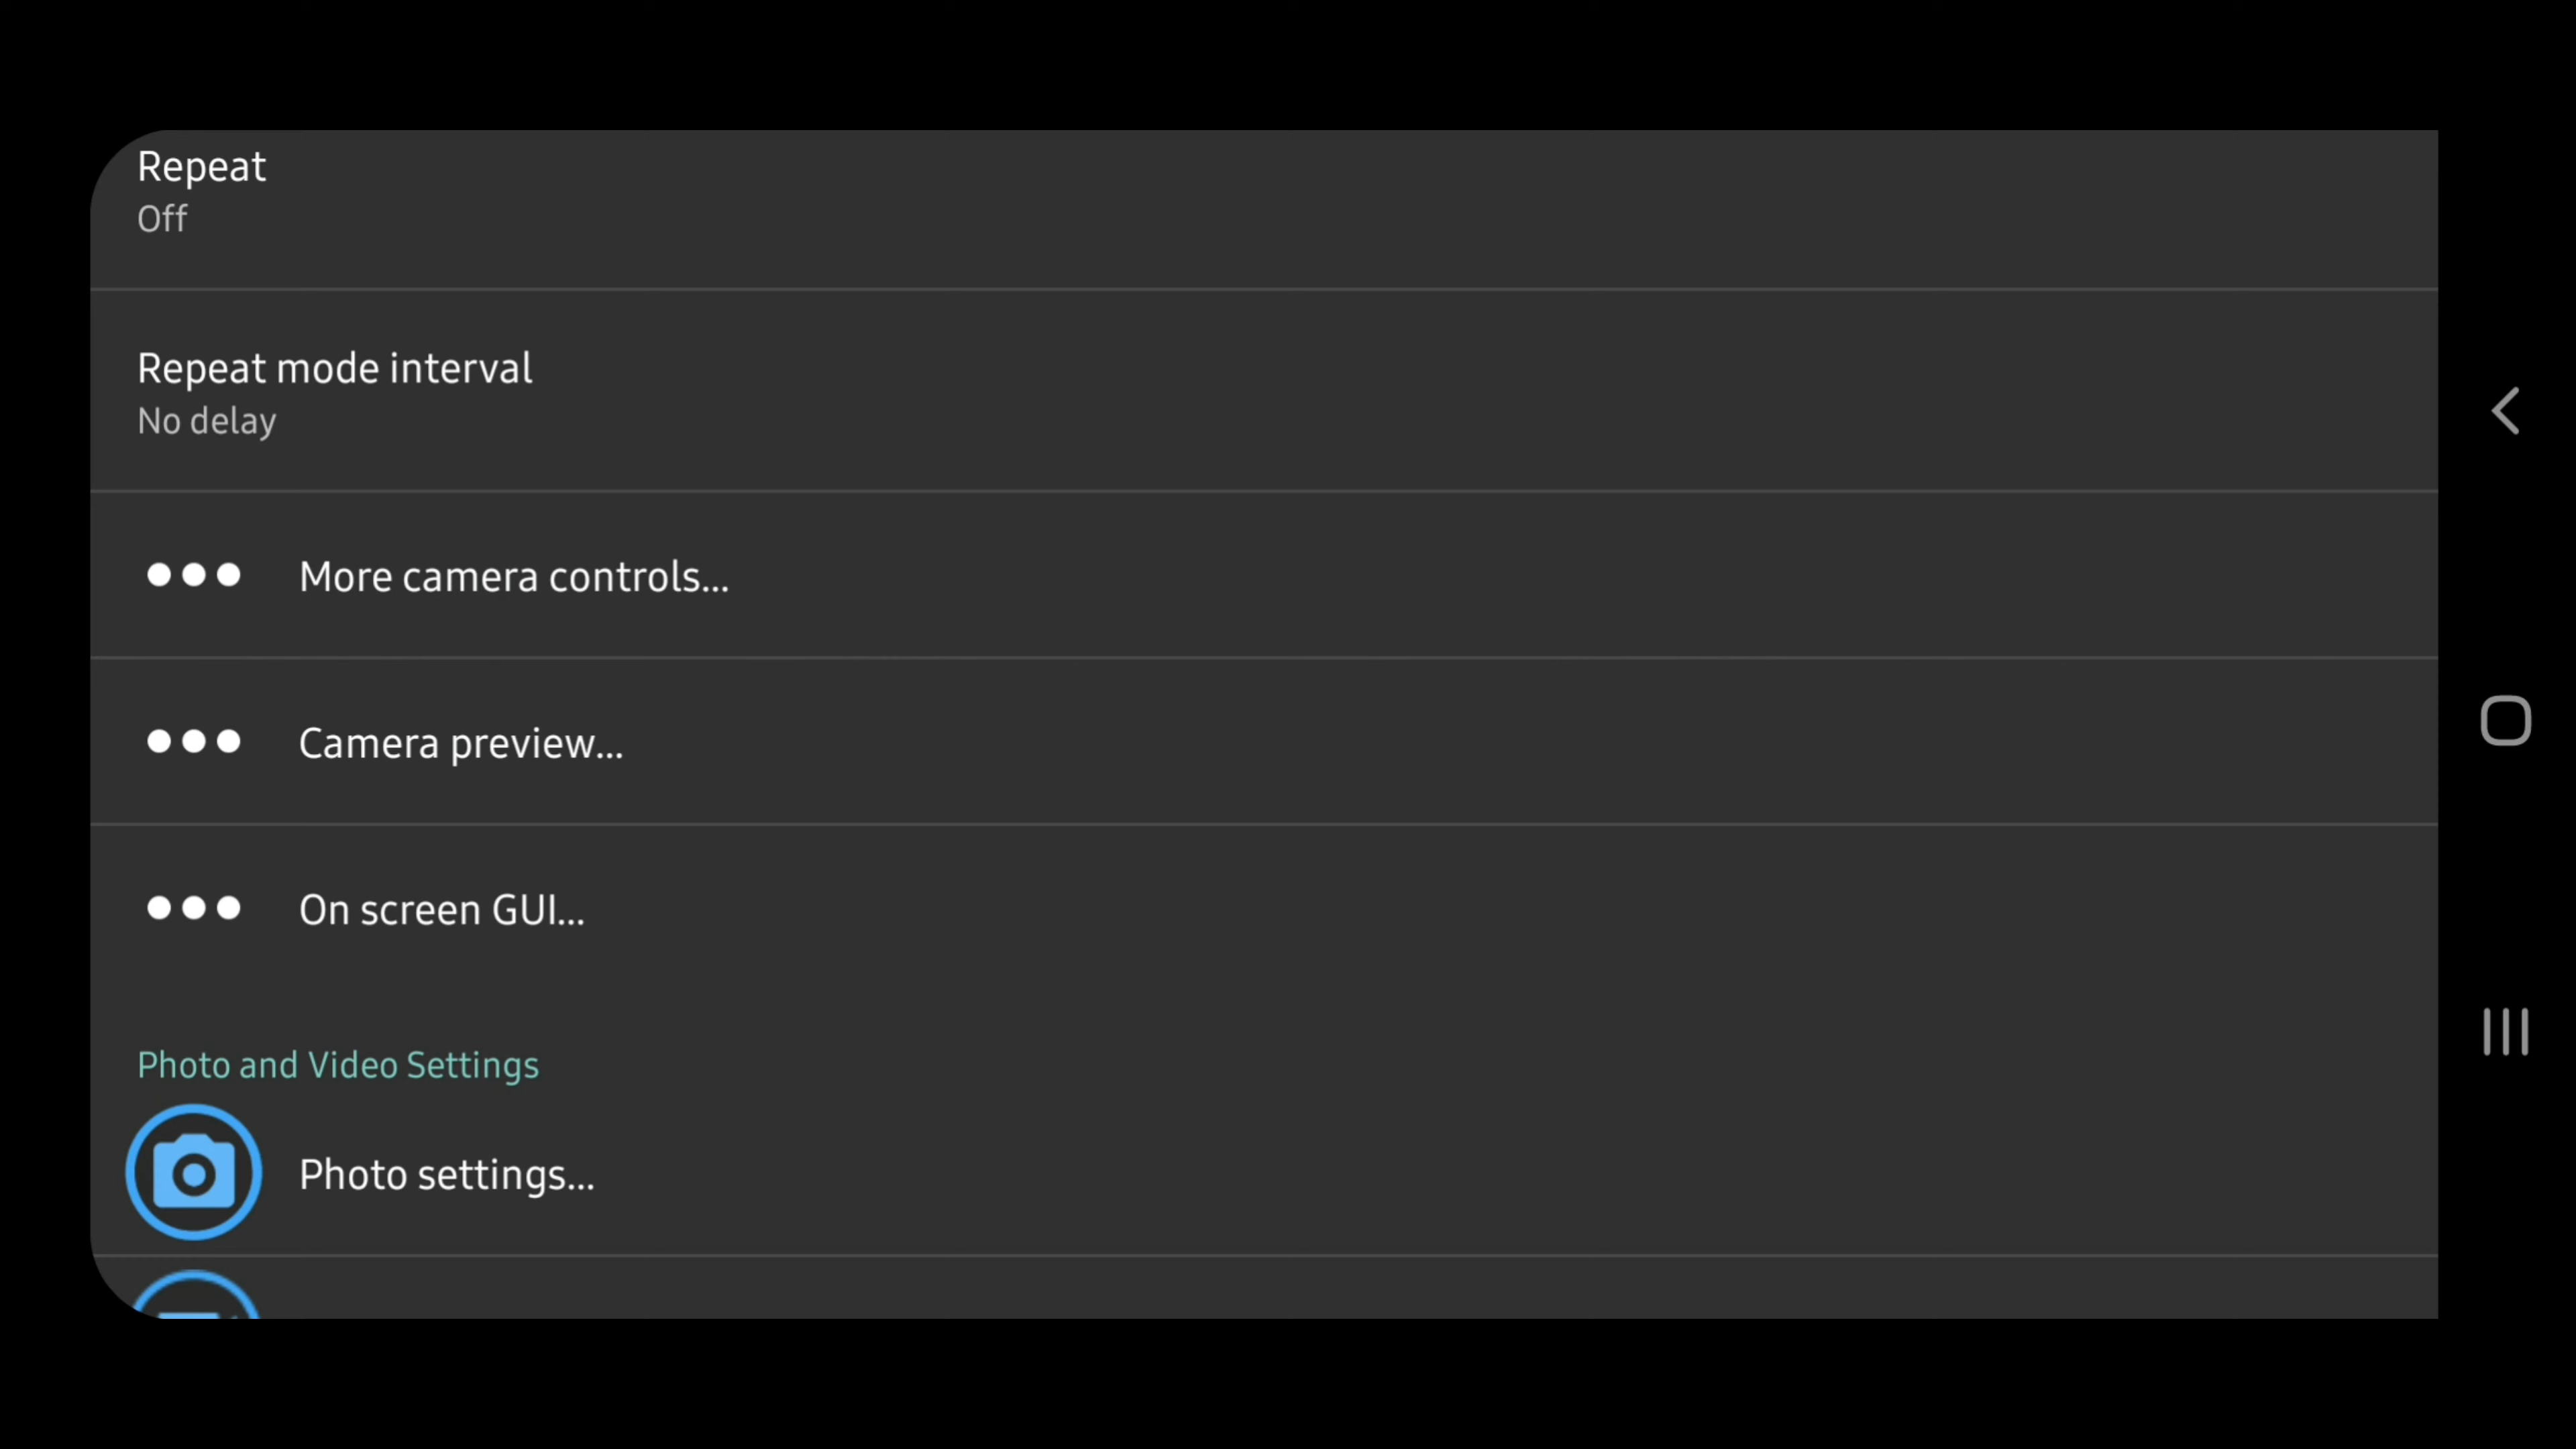 Repeat
Off
Repeat mode interval
No delay
More camera controls...
Camera preview...
On screen GUI...
Photo and Video Settings
Photo settings...